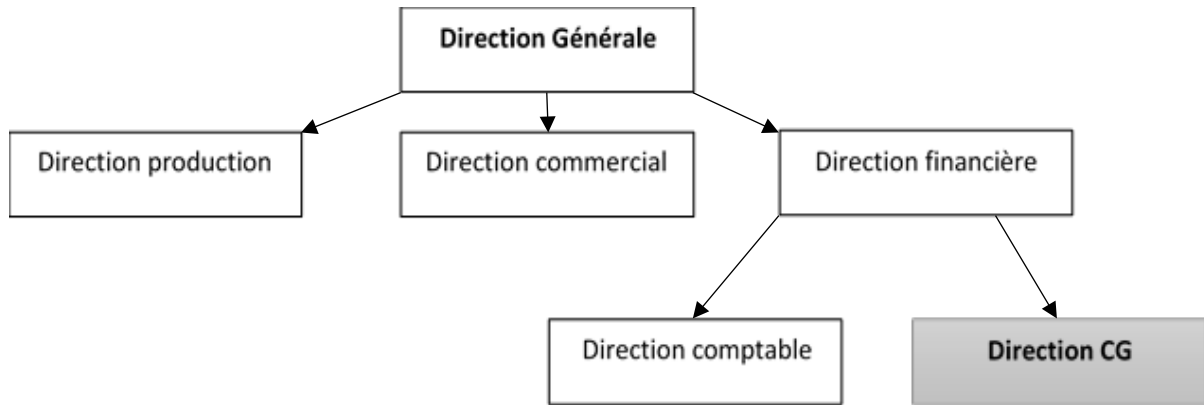 Direction Générale
Direction production
Direction commercial
Direction financière
Direction comptable
Direction CG